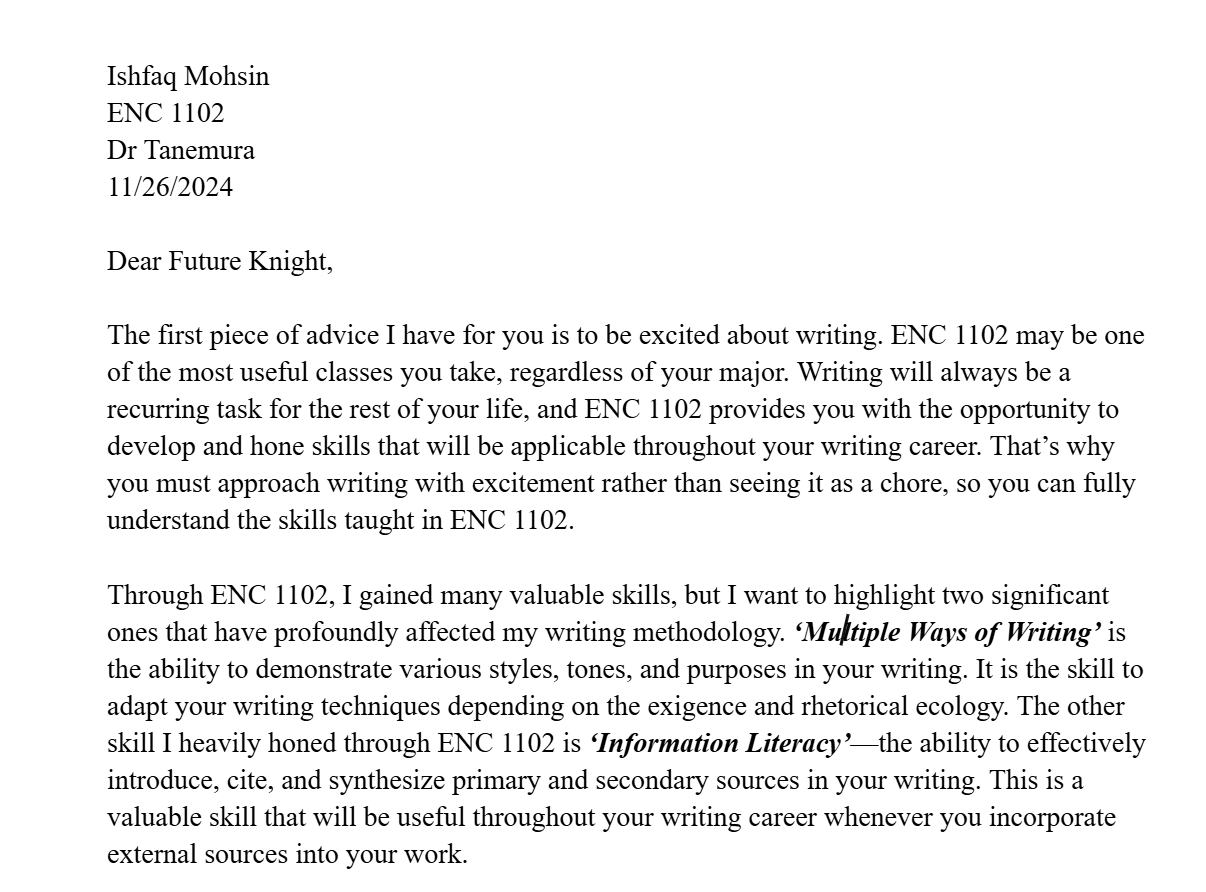 Ishfaq Mohsin
ENC 1102
Dr Tanemura
11/26/2024
Dear Future Knight,
The first piece of advice I have for you is to be excited about writing. ENC 1102 may be one
of the most useful classes you take, regardless of your major. Writing will always be a
recurring task for the rest of your life, and ENC 1102 provides you with the opportunity to
develop and hone skills that will be applicable throughout your writing career. That’s why
you must approach writing with excitement rather than seeing it as a chore, so you can fully
understand the skills taught in ENC 1102.
Through ENC 1102, I gained many valuable skills, but I want to highlight two significant
ones that have profoundly affected my writing methodology. ‘Multiple Ways of Writing’ is
the ability to demonstrate various styles, tones, and purposes in your writing. It is the skill to
adapt your writing techniques depending on the exigence and rhetorical ecology. The other
skill I heavily honed through ENC 1102 is ‘Information Literacy’—the ability to effectively
introduce, cite, and synthesize primary and secondary sources in your writing. This is a
valuable skill that will be useful throughout your writing career whenever you incorporate
external sources into your work.